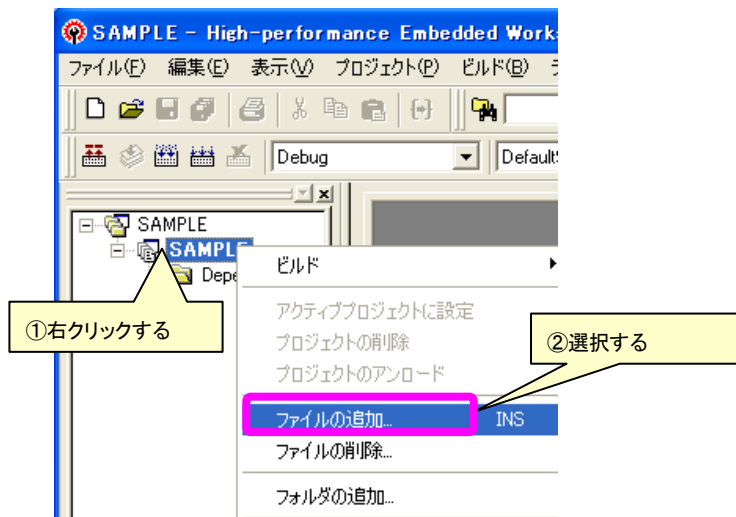 SAMPLE - High-performance Embedded Work
ファイル(F) 編集(E) 表示(V) プロジェクト(P) ビルド(B)
Debug Default
SAMPLE
SAMPLE
Depe
ビルド
①右クリックする
アクティブプロジェクトに設定
プロジェクトの削除
②選択する
プロジェクトのアンロード
ファイルの追加... INS
ファイルの削除...
フォルダの追加...